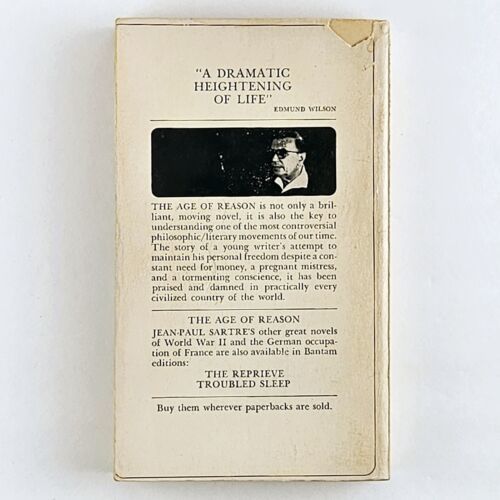 "A DRAMATIC
HEIGHTENING
OF LIFE"
EDMUND WILSON
THE AGE OF REASON is not only a bril-
liant, moving novel, it is also the key to
understanding one of the most controversial
philosophic/literary movements of our time.
The story of a young writer's attempt to
maintain his personal freedom despite a con-
stant need for money, a pregnant mistress,
and a tormenting conscience, it has been
praised and damned in practically every
civilized country of the world.
THE AGE OF REASON
JEAN-PAUL SARTRE'S other great novels
of World War II and the German occupa-
tion of France are also available in Bantam
editions:
THE REPRIEVE
TROUBLED SLEEP
Buy them wherever paperbacks are sold.